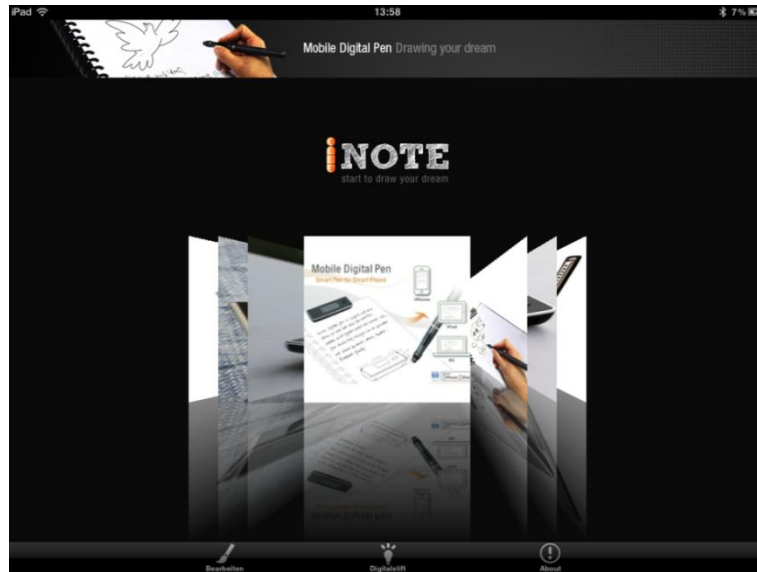 iPad 13:58 7%
Mobile Digital Pen Drawing your dream
iNOTE
start to draw your dream
Mobile Digital Pen
Smart Pen for Smart Phone
iPhone
iPad
Bearbeiten Digitalstift About